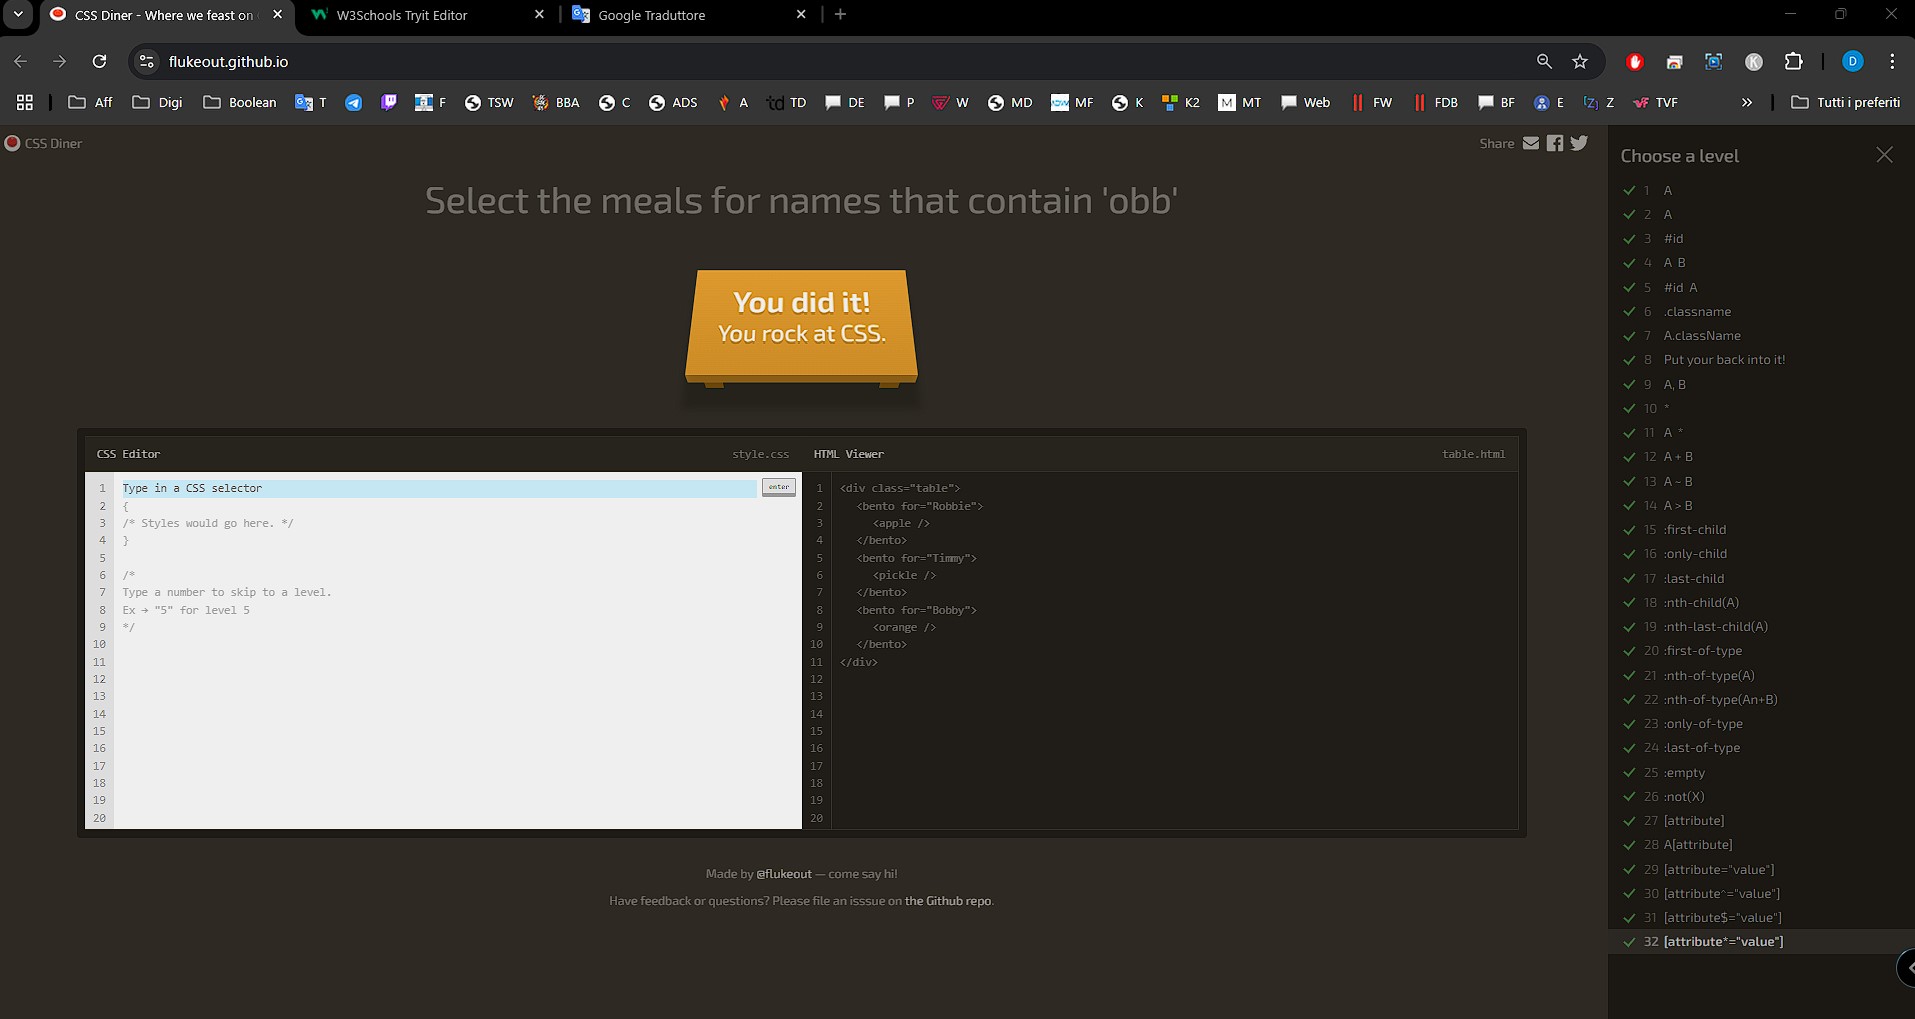 CSS Diner - Where we feast on
W3Schools Tryit Editor
Google Traduttore
flukeout.github.io
D
Aff
Digi
Boolean
T
F
TSW
BBA
C
ADS
A
TD
DE
P
W
MD
MF
K
K2
MT
Web
FW
FDB
BF
E
Z
TVF
»
Tutti i preferiti
CSS Diner
Share
Select the meals for names that contain 'obb'
You did it!
You rock at CSS.
CSS Editor
style.css
HTML Viewer
table.html
1 Type in a CSS selector
enter
2 {
3 /* Styles would go here. */
4 }
5
6 /*
7 Type a number to skip to a level.
8 Ex → "5" for level 5
9 */
10
11
12
13
14
15
16
17
18
19
20
1 <div class="table">
2 <bento for="Robbie">
3 <apple />
4 </bento>
5 <bento for="Timmy">
6 <pickle />
7 </bento>
8 <bento for="Bobby">
9 <orange />
10 </bento>
11 </div>
12
13
14
15
16
17
18
19
20
Made by @flukeout — come say hi!
Have feedback or questions? Please file an isssue on the Github repo.
Choose a level
1 A
2 A
3 #id
4 A B
5 #id A
6 .classname
7 A.className
8 Put your back into it!
9 A, B
10 *
11 A *
12 A + B
13 A ~ B
14 A > B
15 :first-child
16 :only-child
17 :last-child
18 :nth-child(A)
19 :nth-last-child(A)
20 :first-of-type
21 :nth-of-type(A)
22 :nth-of-type(An+B)
23 :only-of-type
24 :last-of-type
25 :empty
26 :not(X)
27 [attribute]
28 A[attribute]
29 [attribute="value"]
30 [attribute^="value"]
31 [attribute$="value"]
32 [attribute*="value"]